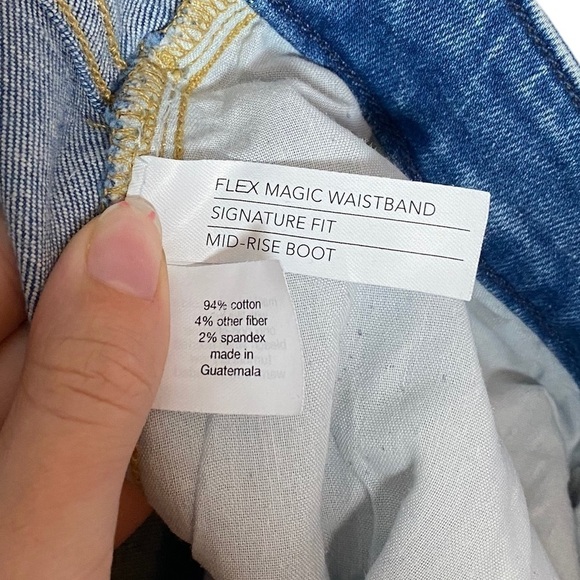 FLEX MAGIC WAISTBAND
SIGNATURE FIT
MID-RISE BOOT
94% cotton
4% other fiber
2% spandex
made in
Guatemala